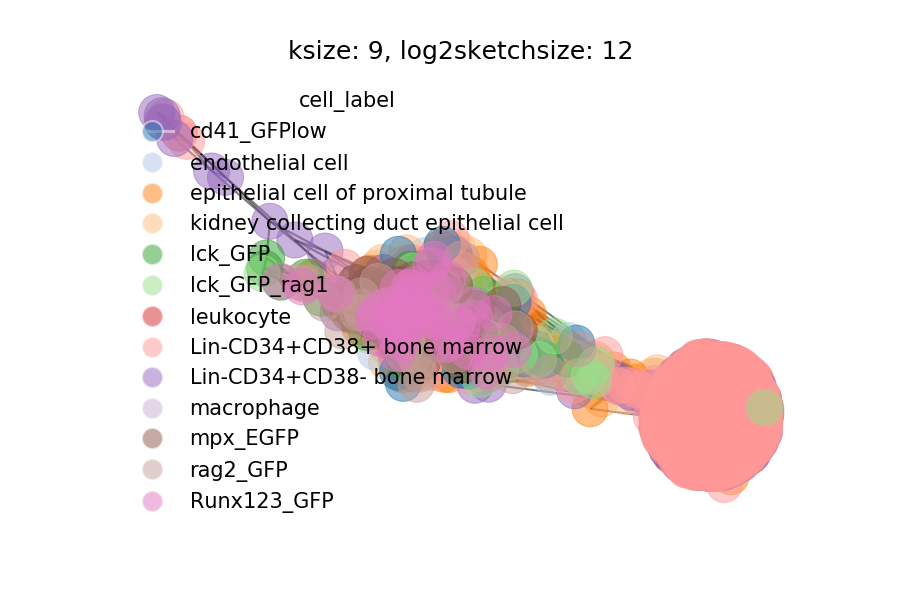 ksize: 9, log2sketchsize: 12
cell_label
cd41_GFPlow
endothelial cell
epithelial cell of proximal tubule
kidney collecting duct epithelial cell
lck_GFP
lck_GFP_rag1
leukocyte
Lin-CD34+CD38+ bone marrow
Lin-CD34+CD38- bone marrow
macrophage
mpx_EGFP
rag2_GFP
Runx123_GFP